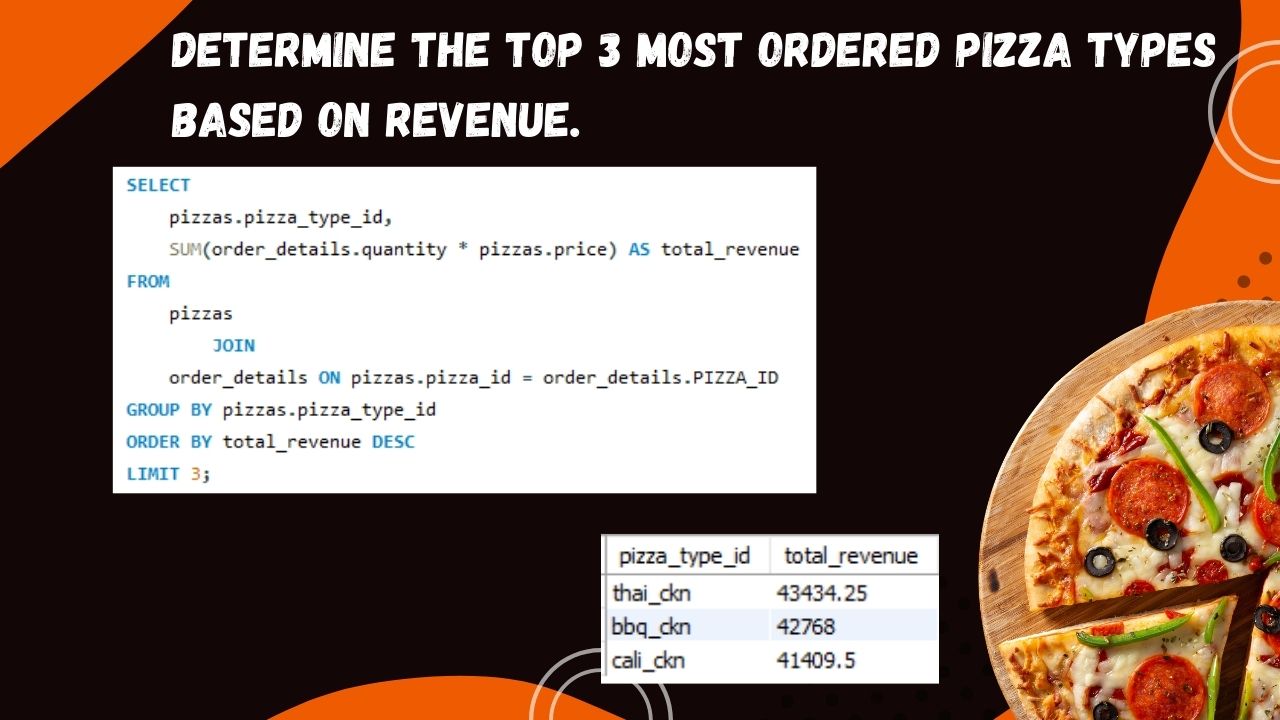 DETERMINE THE TOP 3 MOST ORDERED PIZZA TYPES
BASED ON REVENUE.
SELECT
    pizzas.pizza_type_id,
    SUM(order_details.quantity * pizzas.price) AS total_revenue
FROM
    pizzas
        JOIN
    order_details ON pizzas.pizza_id = order_details.PIZZA_ID
GROUP BY pizzas.pizza_type_id
ORDER BY total_revenue DESC
LIMIT 3;
pizza_type_id total_revenue
thai_ckn 43434.25
bbq_ckn 42768
cali_ckn 41409.5